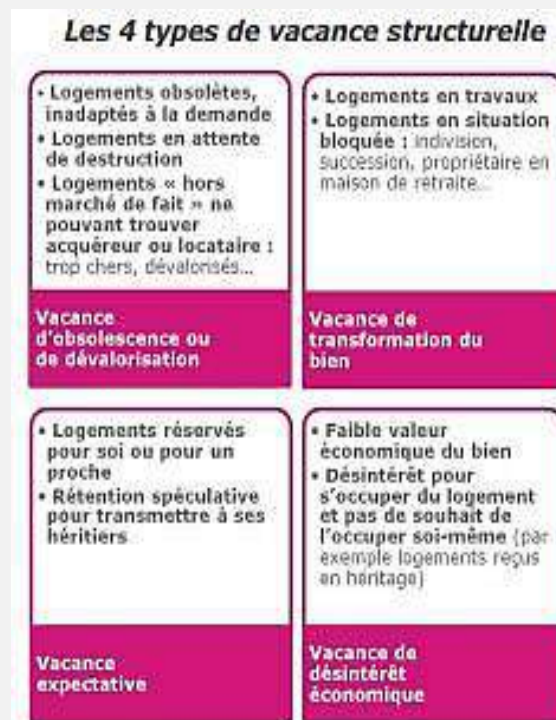 Les 4 types de vacance structurelle
• Logements obsolètes,
inadaptés à la demande
• Logements en attente
de destruction
• Logements « hors
marché de fait » ne
pouvant trouver
acquéreur ou locataire :
trop chers, dévalorisés...
Vacance
d'obsolescence ou
de dévalorisation
• Logements en travaux
• Logements en situation
bloquée : indivision,
succession, propriétaire en
maison de retraite...
Vacance de
transformation du
bien
• Logements réservés
pour soi ou pour un
proche
• Rétention spéculative
pour transmettre à ses
héritiers
Vacance
expectative
• Faible valeur
économique du bien
• Désintérêt pour
s'occuper du logement
et pas de souhait de
l'occuper soi-même (par
exemple logements reçus
en héritage)
Vacance de
désintérêt
économique